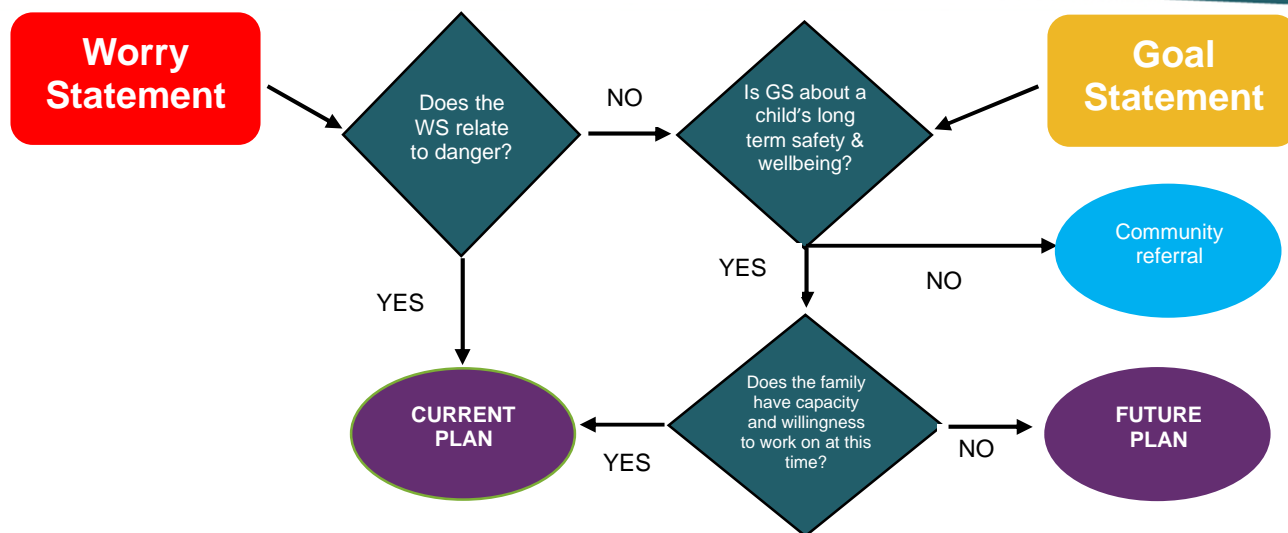 Worry
Statement
Does the
WS relate
to danger?
NO
Is GS about a
child's long
term safety &
wellbeing?
Goal
Statement
YES
YES
NO
Community
referral
CURRENT
PLAN
YES
Does the family
have capacity
and willingness
to work on at this
time?
NO
FUTURE
PLAN